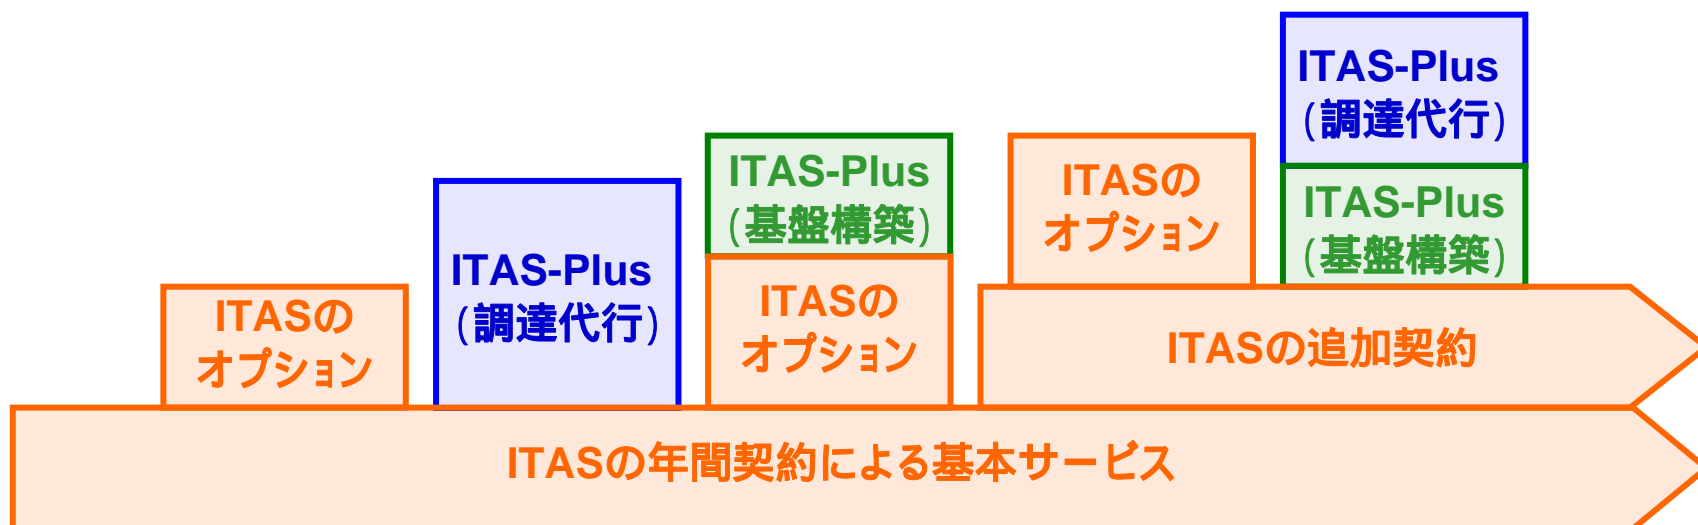 ITASの
オプション
ITAS-Plus
(調達代行)
ITAS-Plus
(基盤構築)
ITASの
オプション
ITASの
オプション
ITAS-Plus
(調達代行)
ITAS-Plus
(基盤構築)
ITASの追加契約
ITASの年間契約による基本サービス